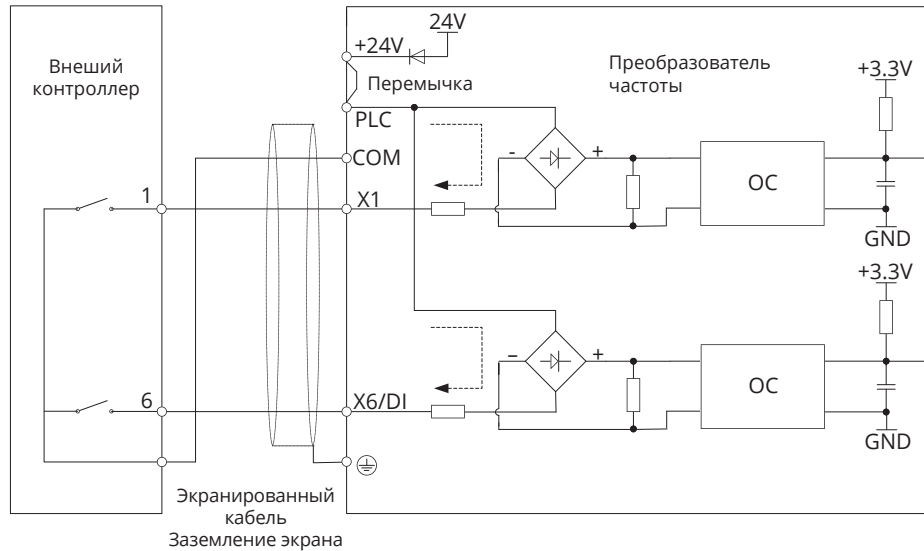 24V
+24V
Внеший
контроллер
Перемычка
Преобразователь
частоты
+3.3V
PLC
COM
-
+
OC
1
X1
GND
+3.3V
–
+
OC
6
X6/DI
GND
Экранированный
кабель
Заземление экрана